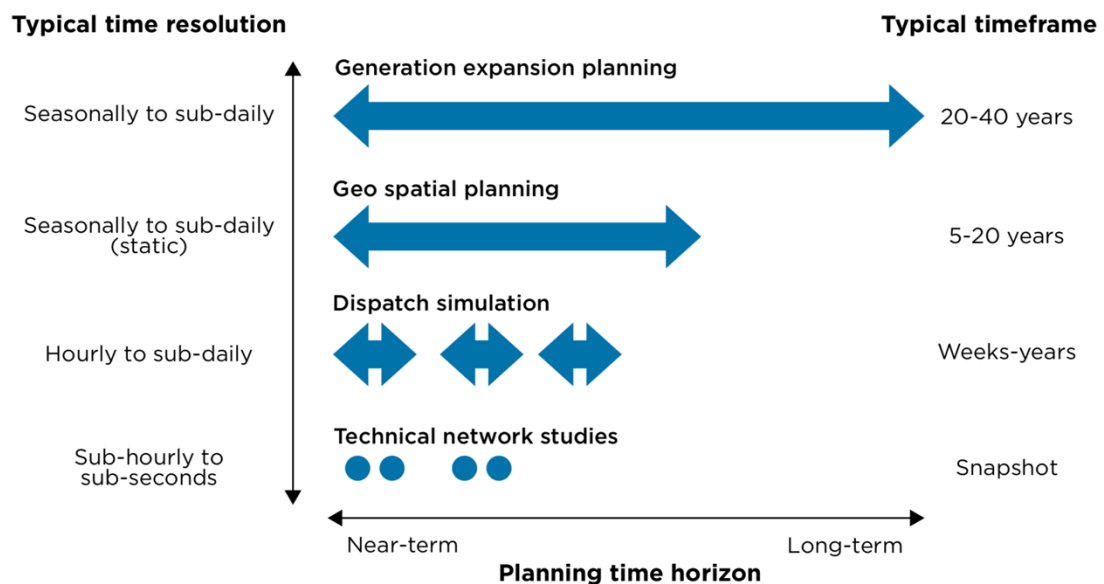 Typical time resolution
Typical timeframe
Generation expansion planning
Seasonally to sub-daily
20-40 years
Geo spatial planning
Seasonally to sub-daily
(static)
5-20 years
Dispatch simulation
Hourly to sub-daily
Weeks-years
Technical network studies
Sub-hourly to
sub-seconds
Snapshot
Near-term
Long-term
Planning time horizon